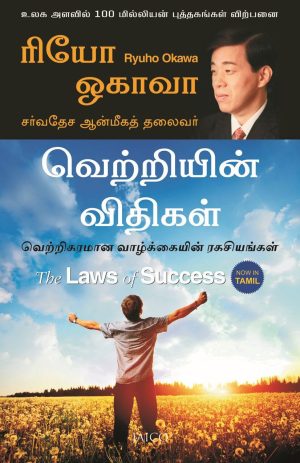 உலக அளவில் 100 மில்லியன் புத்தகங்கள் விற்பனை
ரியோ Ryuho Okawa
ஒகாவா
சர்வதேச ஆன்மீகத் தலைவர்
வெற்றியின்
விதிகள்
வெற்றிகரமான வாழ்க்கையின் ரகசியங்கள்
The Laws of Success
NOW IN
TAMIL
JAICO